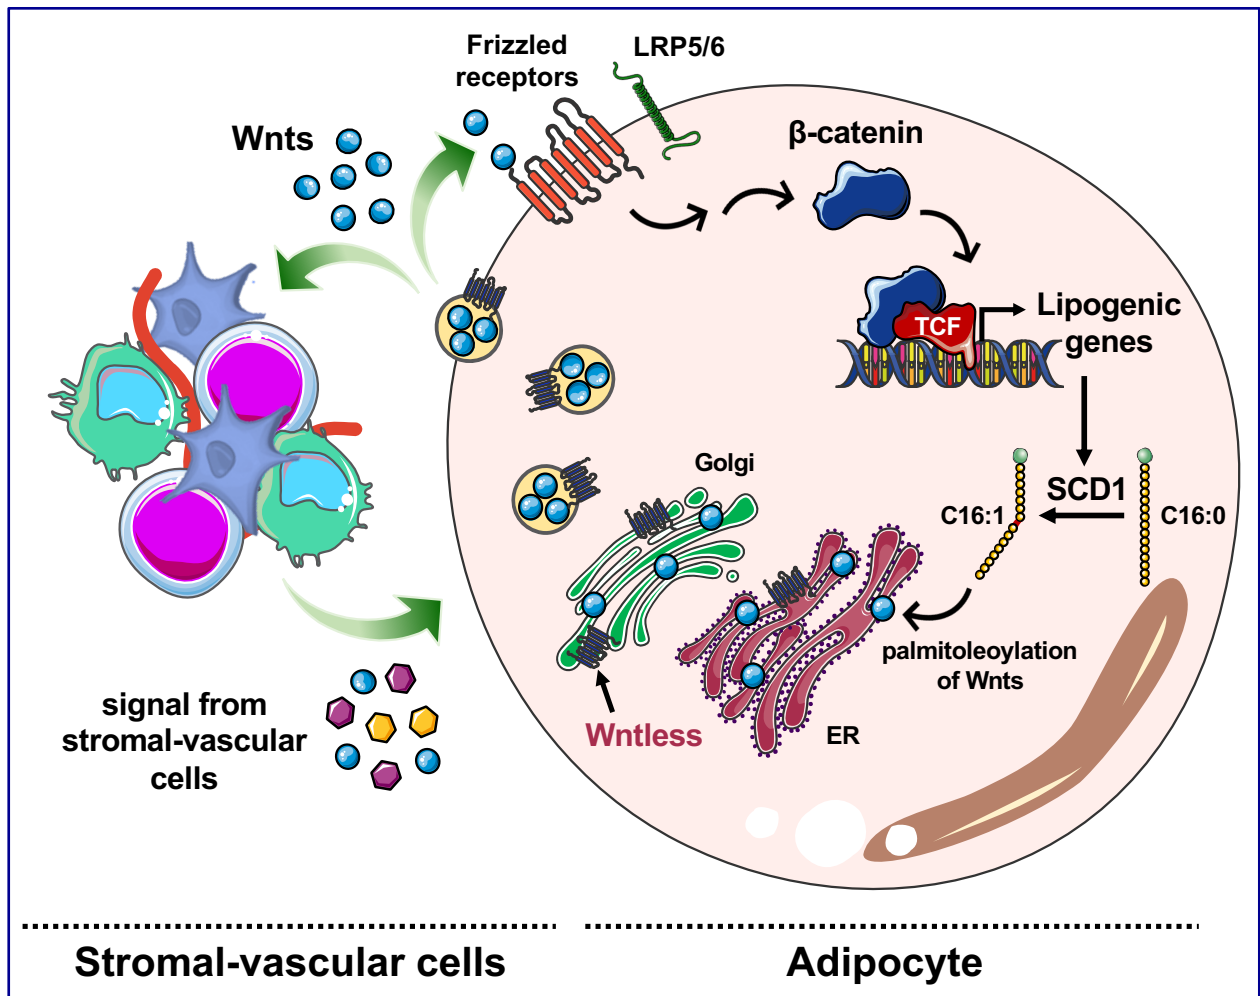 Frizzled
receptors
LRP5/6
Wnts
β-catenin
TCF
Lipogenic
genes
SCD1
C16:1
C16:0
Golgi
palmitoleoylation
of Wnts
ER
Wntless
signal from
stromal-vascular
cells
Stromal-vascular cells
Adipocyte